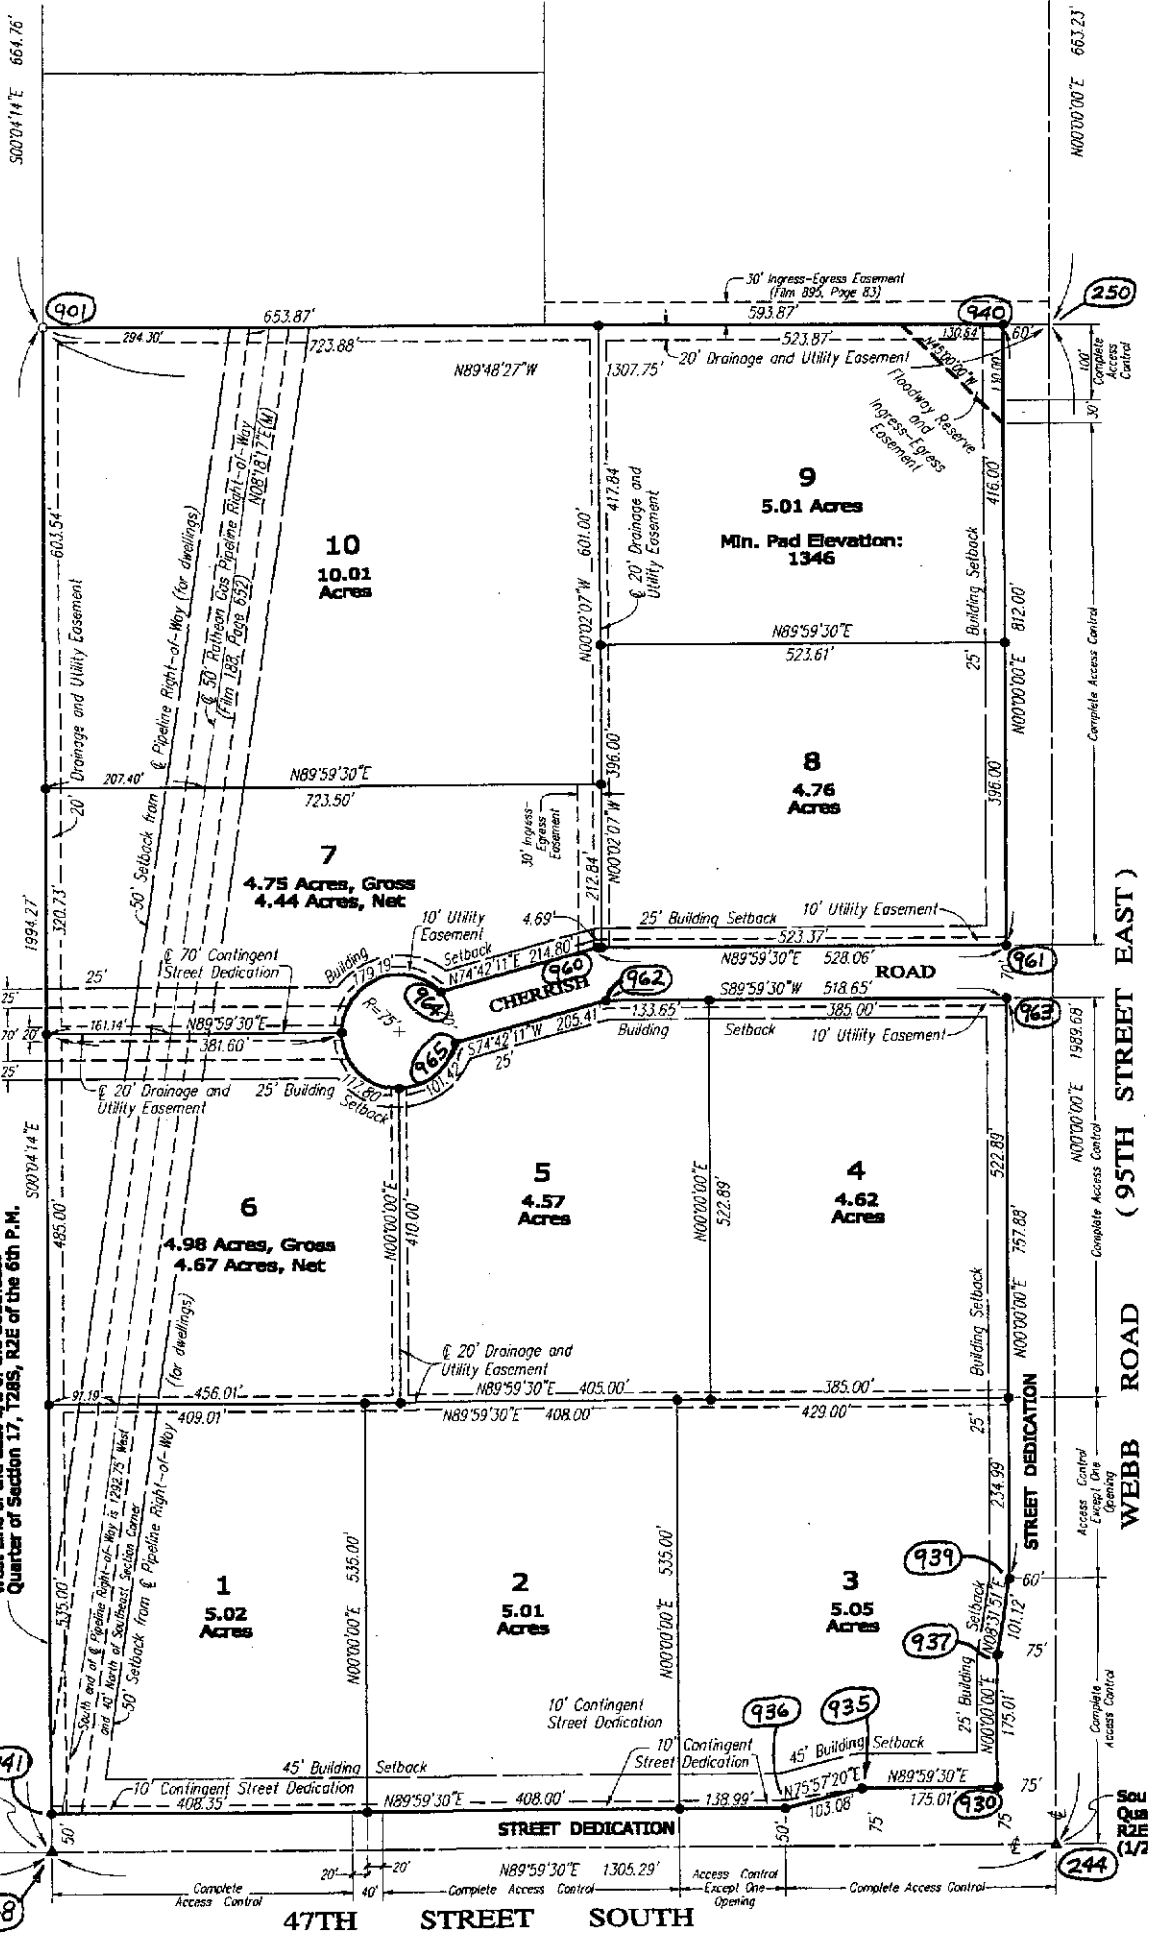 S00°04'14"E 664.76'
N00°00'00"E 663.23'
30' Ingress-Egress Easement
(Film 895, Page 83)
250
901
653.87'
593.87'
940
294.30'
723.88'
523.87'
130.64'
60'
20' Drainage and Utility Easement
N89°48'27"W
1307.75'
N45°00'00"W
130.00'
100'
Complete
Access
Control
30'
Floodway Reserve
and
Ingress-Egress
Easement
50' Setback from ℄ Pipeline Right-of-Way (for dwellings)
℄ 50' Ratheon Gas Pipeline Right-of-Way
(Film 188, Page 652)
N08°18'17"E(M)
603.54'
20' Drainage and Utility Easement
10
10.01
Acres
N00°02'07"W 601.00'
417.84'
℄ 20' Drainage and
Utility Easement
9
5.01 Acres
Min. Pad Elevation:
1346
416.00'
25' Building Setback
N00°00'00"E 812.00'
Complete Access Control
N89°59'30"E
523.61'
207.40'
N89°59'30"E
723.50'
396.00'
8
4.76
Acres
396.00'
30' Ingress-
Egress
Easement
N00°02'07"W
212.84'
7
4.75 Acres, Gross
4.44 Acres, Net
10' Utility
Easement
4.69'
25' Building Setback
10' Utility Easement
1994.27'
320.73'
℄ 70' Contingent
Street Dedication
25'
Building
Setback
179.19'
N74°42'11"E 214.80'
960
523.37'
N89°59'30"E 528.06'
961
ROAD
70'
964
CHERRISH
962
S89°59'30"W 518.65'
963
25'
161.14'
N89°59'30"E
381.60'
R=75'
133.65'
385.00'
Building Setback
10' Utility Easement
70'
20'
965
S74°42'11"W 205.41'
25'
101.42'
25'
℄ 20' Drainage and
Utility Easement
25' Building
Setback
117.80'
N00°00'00"E 1989.68'
WEBB ROAD (95TH STREET EAST)
S00°04'14"E
485.00'
6
4.98 Acres, Gross
4.67 Acres, Net
(for dwellings)
N00°00'00"E
410.00'
5
4.57
Acres
N00°00'00"E
522.89'
4
4.62
Acres
522.89'
25' Building Setback
N00°00'00"E 757.88'
Complete Access Control
Quarter of Section 17, T28S, R2E of the 6th P.M.
℄ 20' Drainage and
Utility Easement
91.19'
456.01'
N89°59'30"E 405.00'
385.00'
409.01'
N89°59'30"E 408.00'
429.00'
234.99'
STREET DEDICATION
Access Control
Except One
Opening
535.00'
South end of ℄ Pipeline Right-of-Way is 1292.75' West
and 40' North of Southeast Section Corner
50' Setback from ℄ Pipeline Right-of-Way
1
5.02
Acres
N00°00'00"E 535.00'
2
5.01
Acres
N00°00'00"E 535.00'
3
5.05
Acres
939
60'
N08°31'51"E
101.12'
937
75'
25' Building Setback
N00°00'00"E
175.01'
Complete
Access Control
10' Contingent
Street Dedication
936
935
10' Contingent
Street Dedication
45' Building Setback
45' Building Setback
41
10' Contingent Street Dedication
N75°57'20"E
103.08'
N89°59'30"E
175.01'
930
75'
408.35'
N89°59'30"E 408.00'
138.99'
STREET DEDICATION
50'
50'
75'
75'
℄
℄
Sou
Qua
R2E
(1/2
244
20'
20'
N89°59'30"E 1305.29'
Access Control
Except One
Opening
Complete
Access Control
40'
Complete Access Control
Complete Access Control
47TH STREET SOUTH